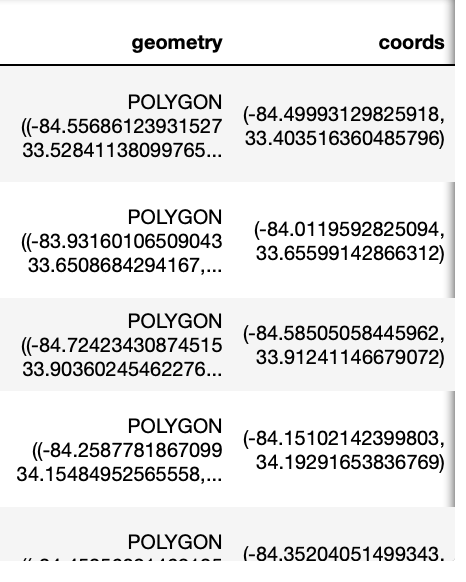 geometry coords
POLYGON
((-84.55686123931527
33.52841138099765...
(-84.49993129825918,
33.403516360485796)
POLYGON
((-83.93160106509043
33.6508684294167,...
(-84.0119592825094,
33.65599142866312)
POLYGON
((-84.72423430874515
33.90360245462276...
(-84.58505058445962,
33.91241146679072)
POLYGON
((-84.2587781867099
34.15484952565558,...
(-84.15102142399803,
34.19291653836769)
POLYGON
(-84.35204051499343,